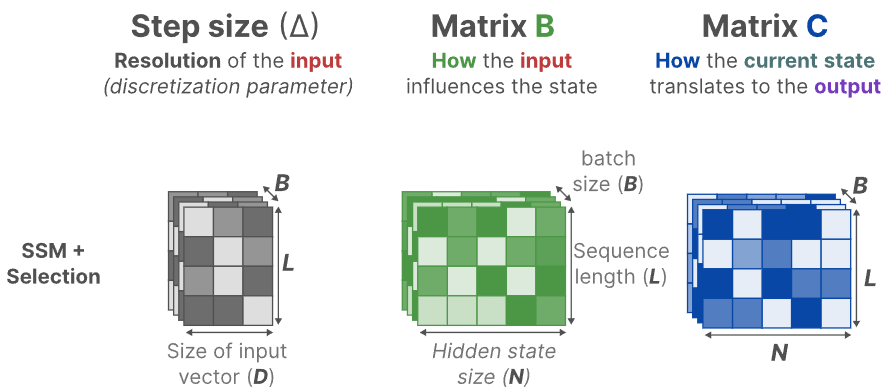 Step size (Δ)
Resolution of the input
(discretization parameter)
Matrix B
How the input
influences the state
Matrix C
How the current state
translates to the output
SSM +
Selection
B
L
Size of input
vector (D)
batch
size (B)
Sequence
length (L)
Hidden state
size (N)
B
L
N